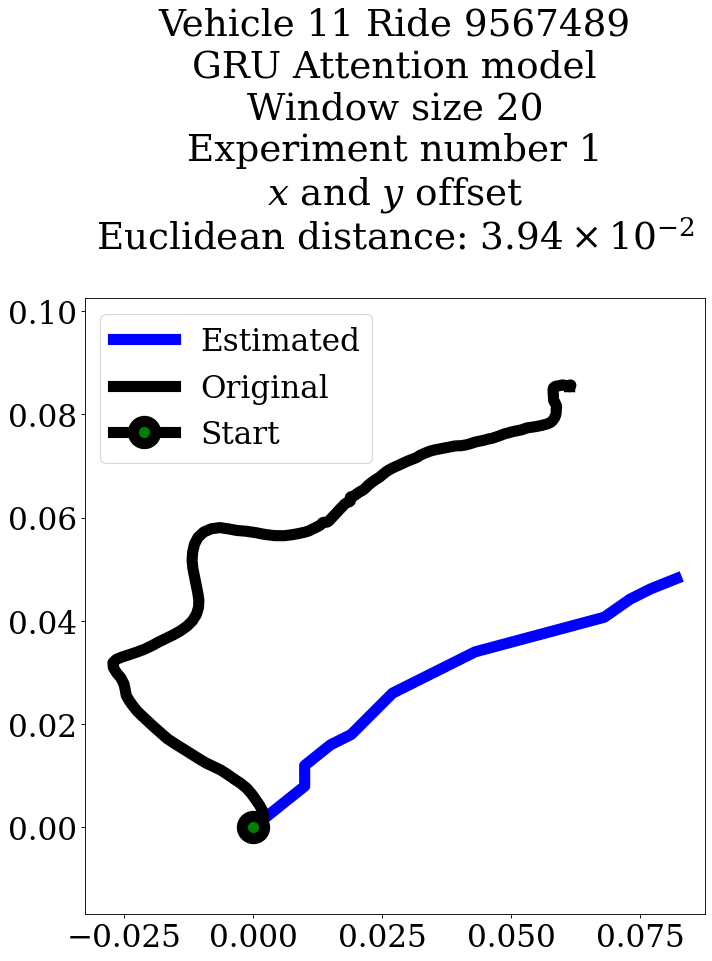 Vehicle 11 Ride 9567489
GRU Attention model
Window size 20
Experiment number 1
x and y offset
Euclidean distance: 3.94 × 10⁻²
Estimated
Original
Start
0.10
0.08
0.06
0.04
0.02
0.00
−0.025 0.000 0.025 0.050 0.075